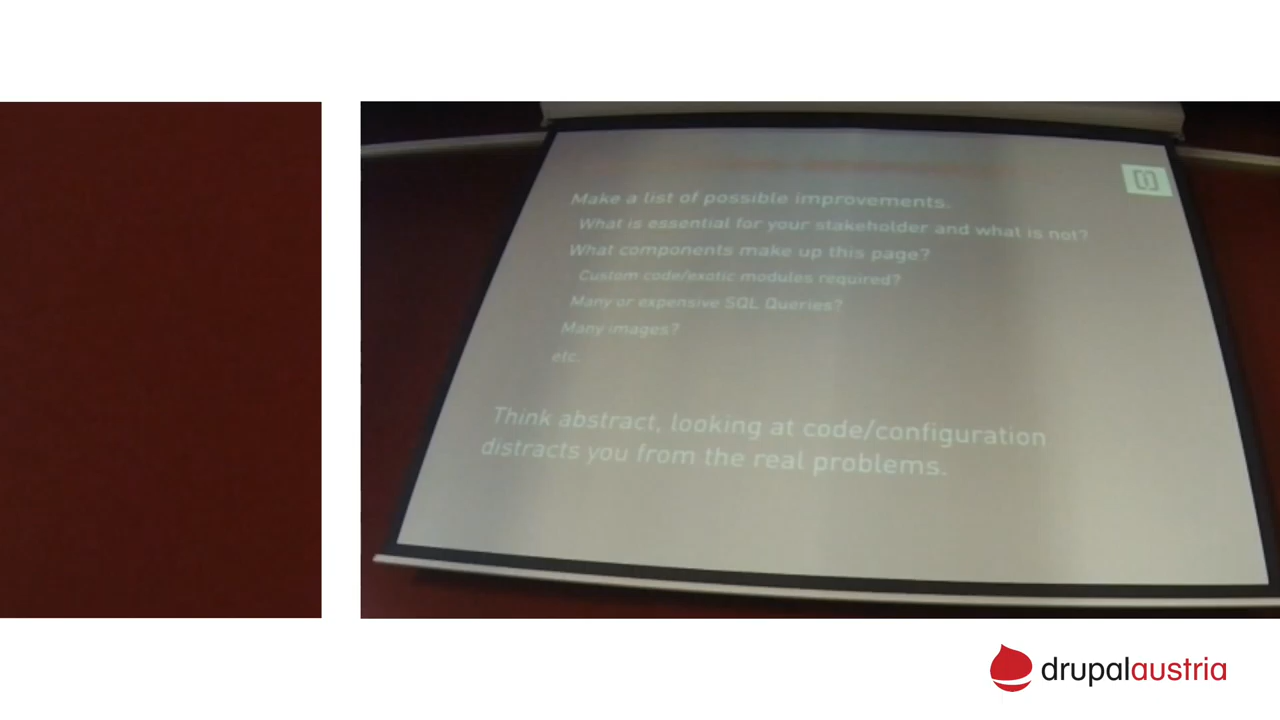 Make a list of possible improvements.
What is essential for your stakeholder and what is not?
What components make up this page?
Custom code/exotic modules required?
Many or expensive SQL Queries?
Many images?
etc.
Think abstract, looking at code/configuration
distracts you from the real problems.
drupalaustria